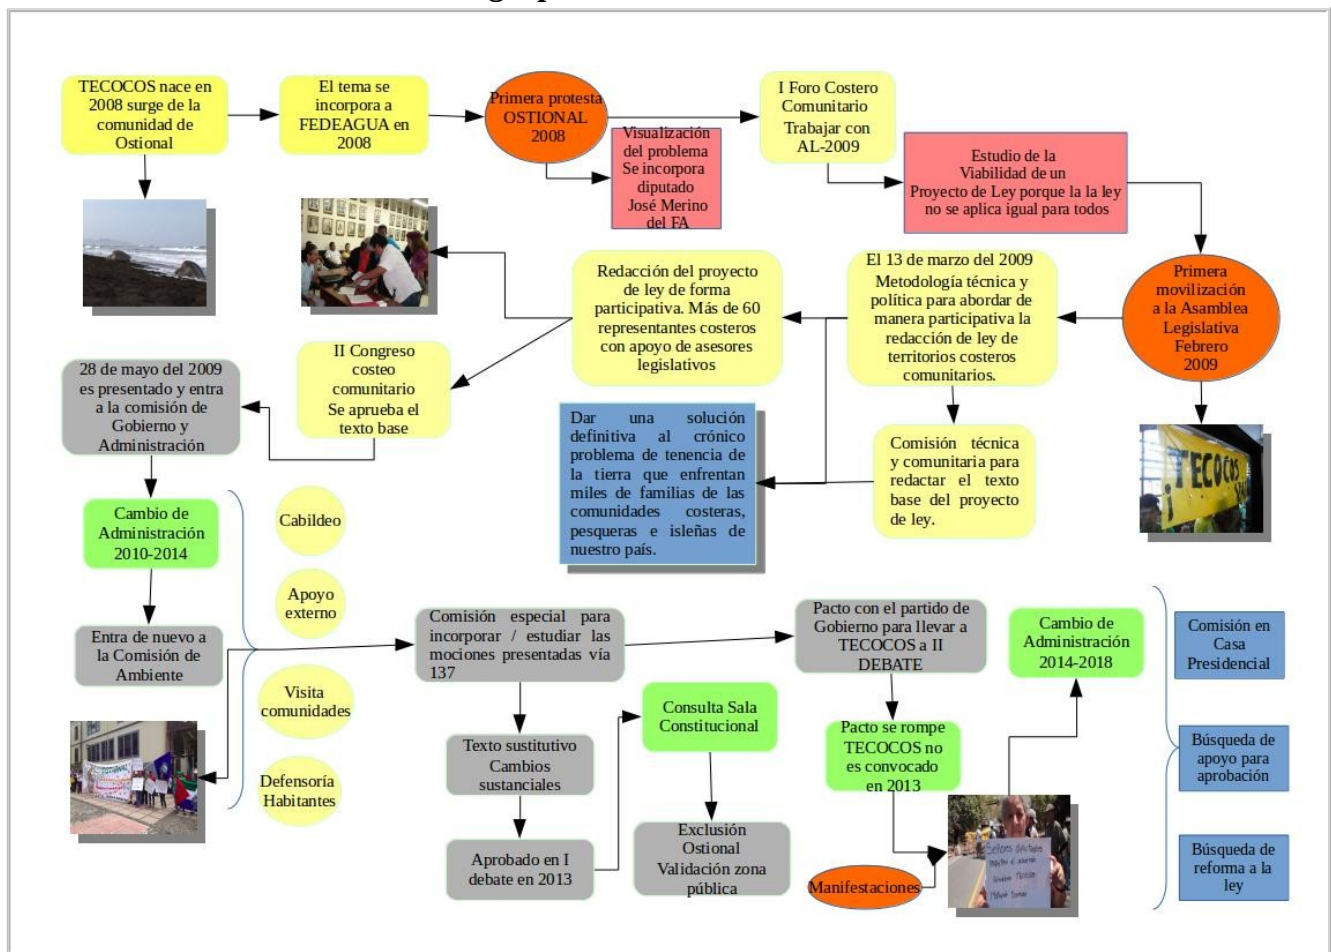 TECOCOS nace en
2008 surge de la
comunidad de
Ostional
El tema se
incorpora a
FEDEAGUA en
2008
Primera protesta
OSTIONAL
2008
Visualización
del problema
Se incorpora
diputado
José Merino
del FA
I Foro Costero
Comunitario
Trabajar con
AL-2009
Estudio de la
Viabilidad de un
Proyecto de Ley porque la la ley
no se aplica igual para todos
Primera
movilización
a la Asamblea
Legislativa
Febrero
2009
El 13 de marzo del 2009
Metodología técnica y
política para abordar de
manera participativa la
redacción de ley de
territorios costeros
comunitarios.
Redacción del proyecto
de ley de forma
participativa. Más de 60
representantes costeros
con apoyo de asesores
legislativos
II Congreso
costeo
comunitario
Se aprueba el
texto base
28 de mayo del 2009
es presentado y entra
a la comisión de
Gobierno y
Administración
Dar una solución
definitiva al crónico
problema de tenencia de
la tierra que enfrentan
miles de familias de las
comunidades costeras,
pesqueras e isleñas de
nuestro país.
Comisión técnica
y comunitaria para
redactar el texto
base del proyecto
de ley.
¡TECOCOS
Cambio de
Administración
2010-2014
Entra de nuevo a
la Comisión de
Ambiente
Cabildeo
Apoyo
externo
Visita
comunidades
Defensoría
Habitantes
Comisión especial para
incorporar / estudiar las
mociones presentadas vía
137
Texto sustitutivo
Cambios
sustanciales
Aprobado en I
debate en 2013
Consulta Sala
Constitucional
Exclusión
Ostional
Validación zona
pública
Pacto con el partido de
Gobierno para llevar a
TECOCOS a II
DEBATE
Pacto se rompe
TECOCOS no
es convocado
en 2013
Manifestaciones
Señores diputados
Cambio de
Administración
2014-2018
Comisión en
Casa
Presidencial
Búsqueda de
apoyo para
aprobación
Búsqueda de
reforma a la
ley